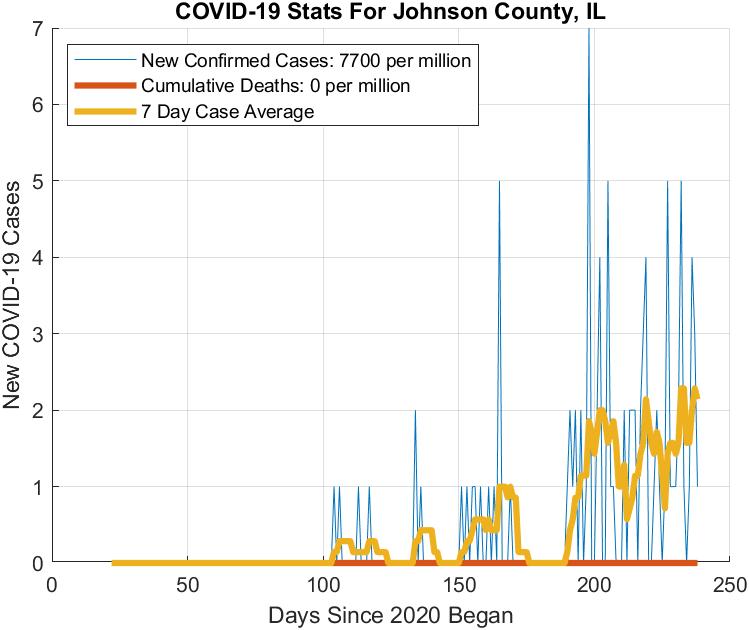 COVID-19 Stats For Johnson County, IL
New Confirmed Cases: 7700 per million
Cumulative Deaths: 0 per million
7 Day Case Average
New COVID-19 Cases
7
6
5
4
3
2
1
0
0 50 100 150 200 250
Days Since 2020 Began